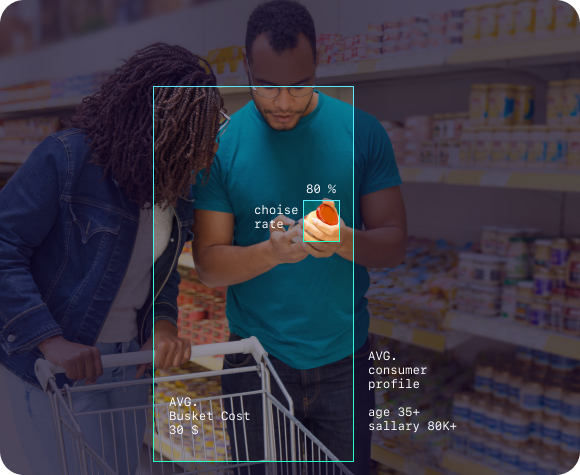 80 %
choise
rate
AVG.
consumer
profile
age 35+
sallary 80K+
AVG.
Busket Cost
30 $